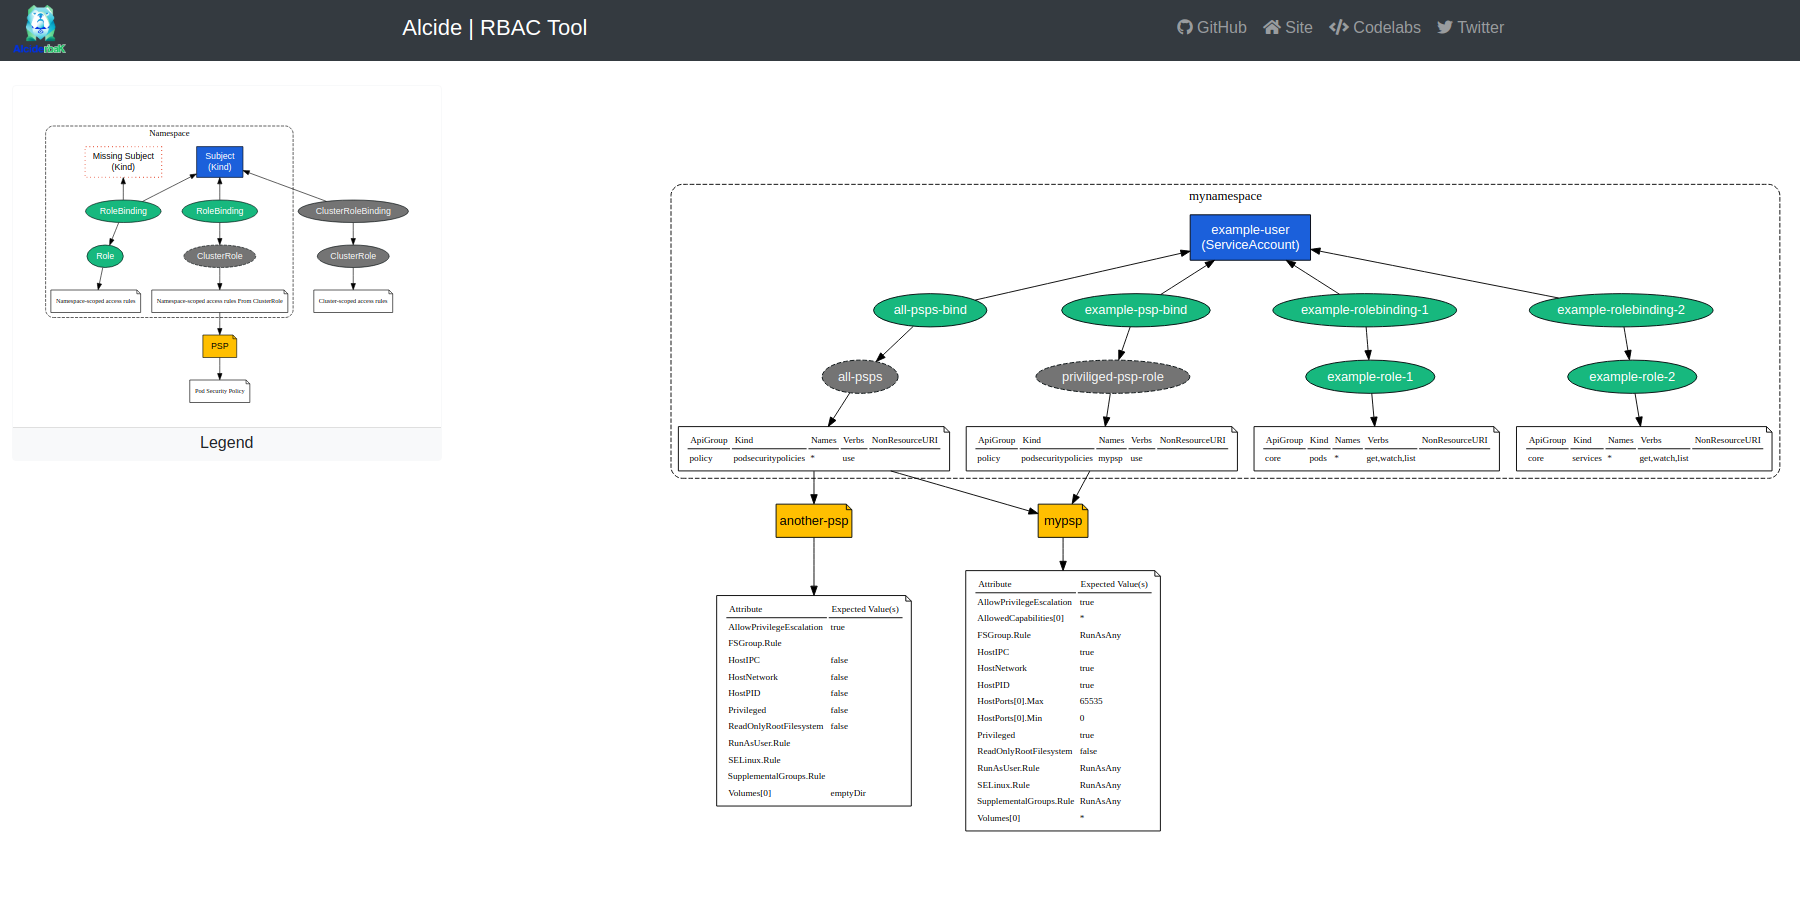 Alcide | RBAC Tool
GitHub Site Codelabs Twitter
Namespace
Missing Subject
(Kind)
Subject
(Kind)
RoleBinding RoleBinding ClusterRoleBinding
Role ClusterRole ClusterRole
Namespace-scoped access rules Namespace-scoped access rules From ClusterRole Cluster-scoped access rules
PSP
Pod Security Policy
Legend
mynamespace
example-user
(ServiceAccount)
all-psps-bind example-psp-bind example-rolebinding-1 example-rolebinding-2
all-psps priviliged-psp-role example-role-1 example-role-2
ApiGroup Kind Names Verbs NonResourceURI
policy podsecuritypolicies * use
ApiGroup Kind Names Verbs NonResourceURI
policy podsecuritypolicies mypsp use
ApiGroup Kind Names Verbs NonResourceURI
core pods * get,watch,list
ApiGroup Kind Names Verbs NonResourceURI
core services * get,watch,list
another-psp mypsp
Attribute Expected Value(s)
AllowPrivilegeEscalation true
FSGroup.Rule
HostIPC false
HostNetwork false
HostPID false
Privileged false
ReadOnlyRootFilesystem false
RunAsUser.Rule
SELinux.Rule
SupplementalGroups.Rule
Volumes[0] emptyDir
Attribute Expected Value(s)
AllowPrivilegeEscalation true
AllowedCapabilities[0] *
FSGroup.Rule RunAsAny
HostIPC true
HostNetwork true
HostPID true
HostPorts[0].Max 65535
HostPorts[0].Min 0
Privileged true
ReadOnlyRootFilesystem false
RunAsUser.Rule RunAsAny
SELinux.Rule RunAsAny
SupplementalGroups.Rule RunAsAny
Volumes[0] *